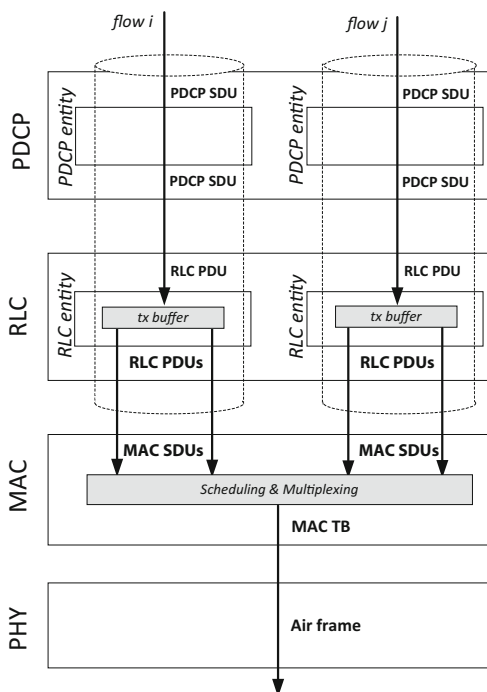 flow i
flow j
PDCP
PDCP entity
PDCP SDU
PDCP SDU
PDCP entity
PDCP SDU
PDCP SDU
RLC
RLC entity
RLC PDU
tx buffer
RLC PDUs
RLC entity
RLC PDU
tx buffer
RLC PDUs
MAC
MAC SDUs
MAC SDUs
Scheduling & Multiplexing
MAC TB
PHY
Air frame